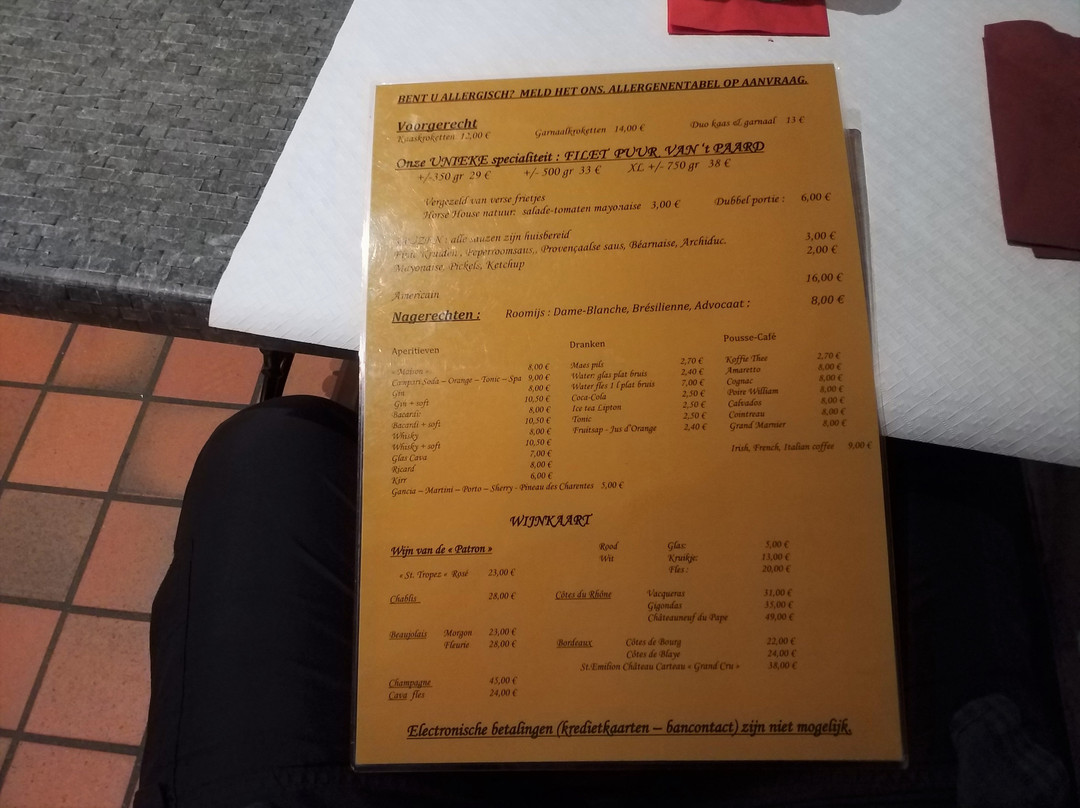 BENT U ALLERGISCH? MELD HET ONS. ALLERGENENTABEL OP AANVRAAG.
Voorgerecht
Kaaskroketten 12,00 € Garnaalkroketten 14,00 € Duo kaas & garnaal 13 €
Onze UNIEKE specialiteit : FILET PUUR VAN 't PAARD
+/-350 gr 29 € +/- 500 gr 33 € XL +/- 750 gr 38 €
Vergezeld van verse frietjes
Horse House natuur: salade-tomaten mayonaise 3,00 € Dubbel portie : 6,00 €
: alle sauzen zijn huisbereid
Kruiden , Peperroomsaus,, Provençaalse saus, Béarnaise, Archiduc. 3,00 €
Mayonaise, Pickels, Ketchup 2,00 €
Americain 16,00 €
Nagerechten : Roomijs : Dame-Blanche, Brésilienne, Advocaat : 8,00 €
Aperitieven
« Maison » 8,00 €
Campari Soda – Orange – Tonic – Spa 9,00 €
Gin 8,00 €
Gin + soft 10,50 €
Bacardi 8,00 €
Bacardi + soft 10,50 €
Whisky 8,00 €
Whisky + soft 10,50 €
Glas Cava 7,00 €
Ricard 8,00 €
Kirr 6,00 €
Gancia – Martini – Porto – Sherry - Pineau des Charentes 5,00 €
Dranken
Maes pils 2,70 €
Water: glas plat bruis 2,40 €
Water fles 1 l plat bruis 7,00 €
Coca-Cola 2,50 €
Ice tea Lipton 2,50 €
Tonic 2,50 €
Fruitsap - Jus d'Orange 2,40 €
Pousse-Café
Koffie Thee 2,70 €
Amaretto 8,00 €
Cognac 8,00 €
Poire William 8,00 €
Calvados 8,00 €
Cointreau 8,00 €
Grand Marnier 8,00 €
Irish, French, Italian coffee 9,00 €
WIJNKAART
Wijn van de « Patron » Rood Glas: 5,00 €
Wit Kruikje: 13,00 €
Fles : 20,00 €
« St. Tropez « Rosé 23,00 €
Chablis 28,00 € Côtes du Rhône Vacqueras 31,00 €
Gigondas 35,00 €
Châteauneuf du Pape 49,00 €
Beaujolais Morgon 23,00 €
Fleurie 28,00 €
Bordeaux Côtes de Bourg 22,00 €
Côtes de Blaye 24,00 €
St.Emilion Château Carteau « Grand Cru » 38,00 €
Champagne 45,00 €
Cava fles 24,00 €
Electronische betalingen (kredietkaarten – bancontact) zijn niet mogelijk.